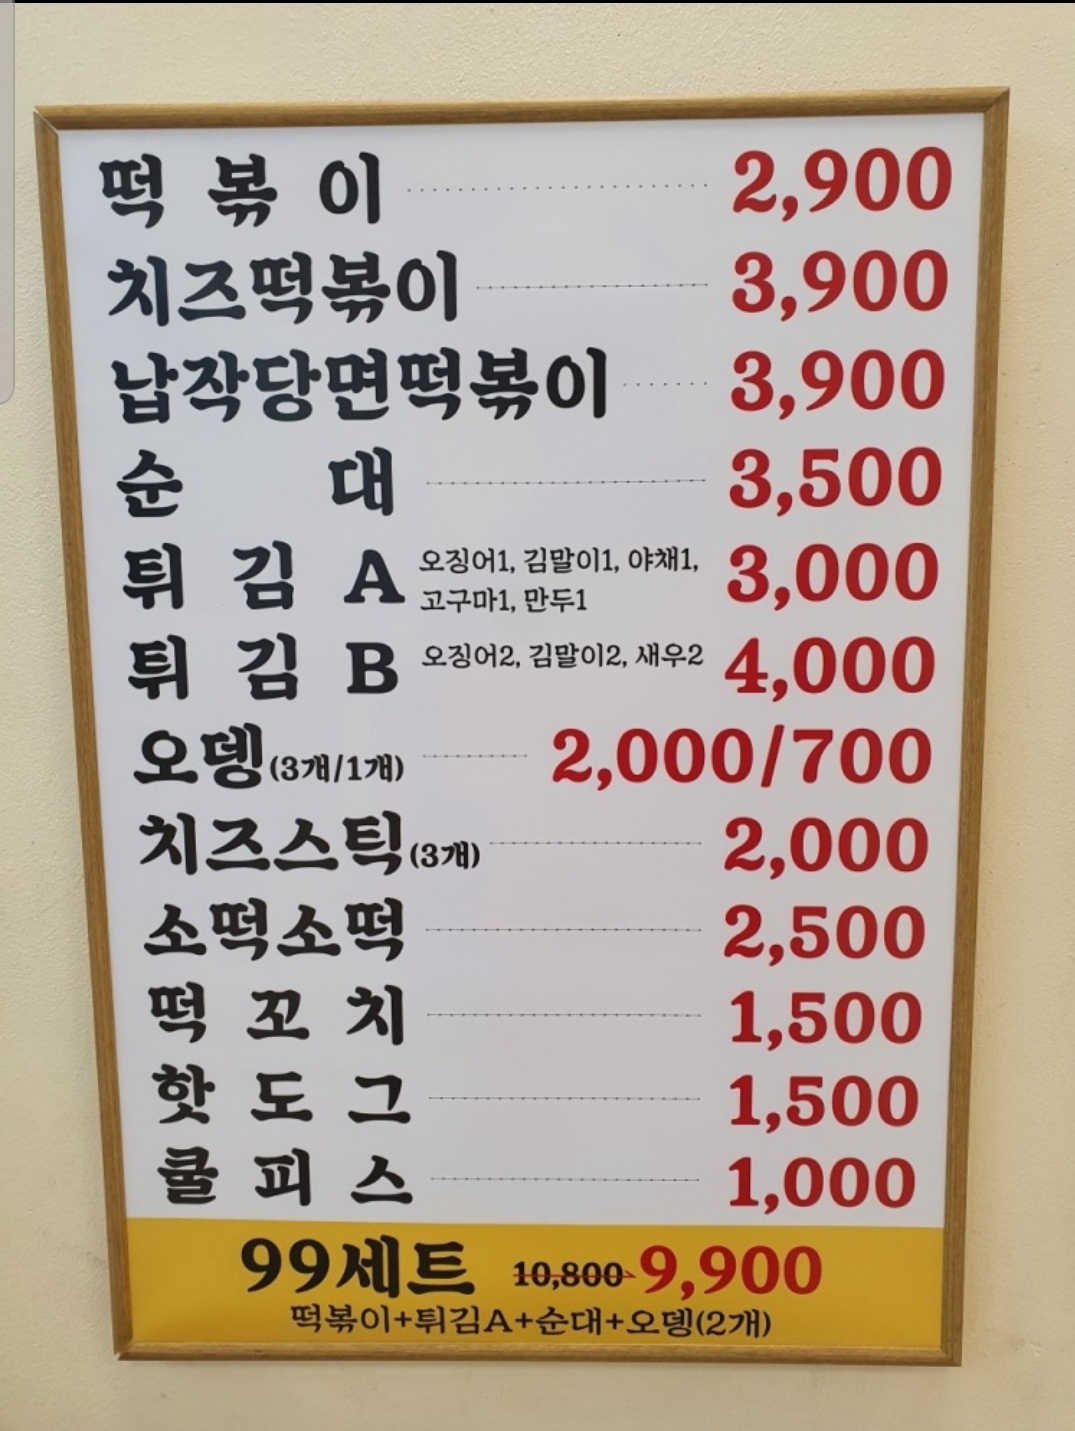 떡 볶 이 2,900
치즈떡볶이 3,900
납작당면떡볶이 3,900
순 대 3,500
튀 김 A 오징어1, 김말이1, 야채1, 3,000
고구마1, 만두1
튀 김 B 오징어2, 김말이2, 새우2 4,000
오뎅(3개/1개) 2,000/700
치즈스틱(3개) 2,000
소떡소떡 2,500
떡 꼬 치 1,500
핫 도 그 1,500
쿨 피 스 1,000
99세트 10,800 9,900
떡볶이+튀김A+순대+오뎅(2개)